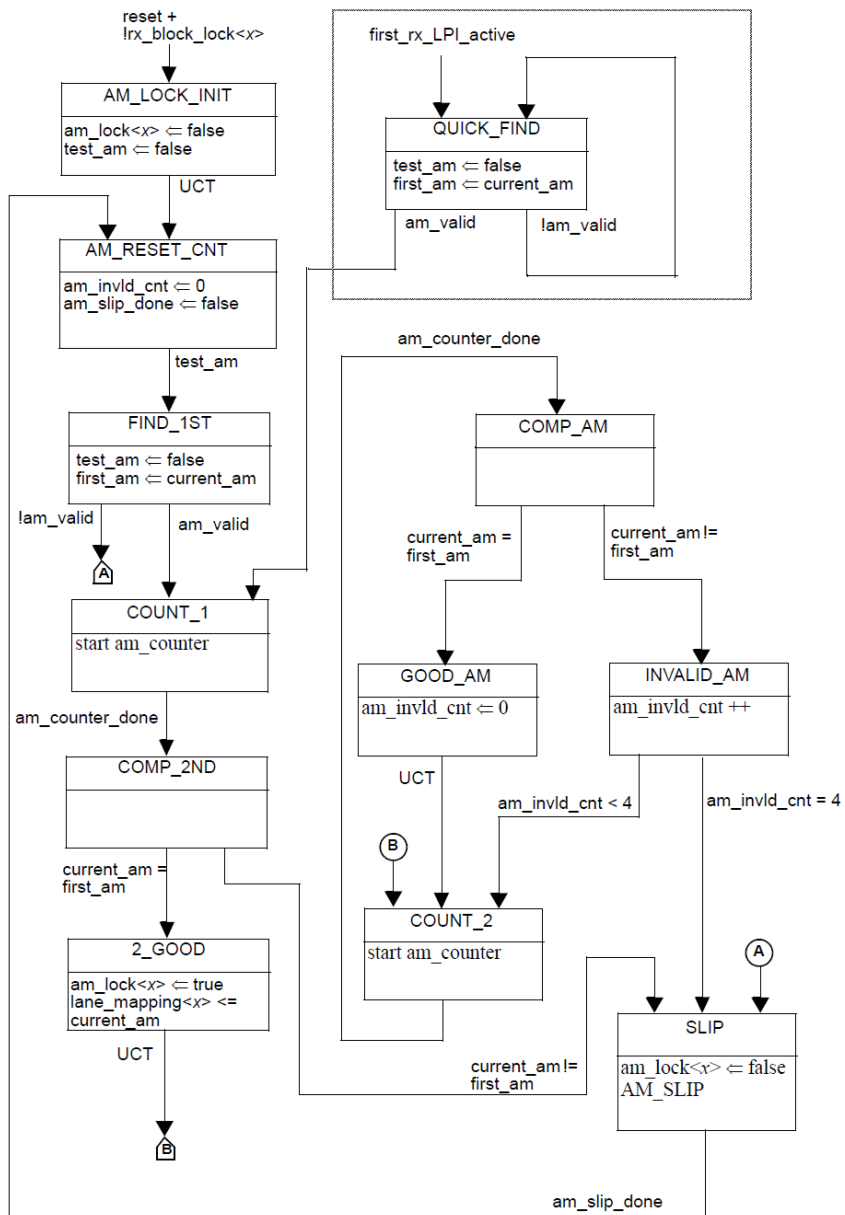 reset +
!rx_block_lock<x>
AM_LOCK_INIT
am_lock<x> ⇐ false
test_am ⇐ false
UCT
AM_RESET_CNT
am_invld_cnt ⇐ 0
am_slip_done ⇐ false
test_am
FIND_1ST
test_am ⇐ false
first_am ⇐ current_am
!am_valid
am_valid
A
COUNT_1
start am_counter
am_counter_done
COMP_2ND
current_am =
first_am
2_GOOD
am_lock<x> ⇐ true
lane_mapping<x> <=
current_am
UCT
B
first_rx_LPI_active
QUICK_FIND
test_am ⇐ false
first_am ⇐ current_am
am_valid
!am_valid
am_counter_done
COMP_AM
current_am =
first_am
current_am !=
first_am
GOOD_AM
am_invld_cnt ⇐ 0
INVALID_AM
am_invld_cnt ++
UCT
am_invld_cnt < 4
am_invld_cnt = 4
B
COUNT_2
start am_counter
A
current_am !=
first_am
SLIP
am_lock<x> ⇐ false
AM_SLIP
am_slip_done